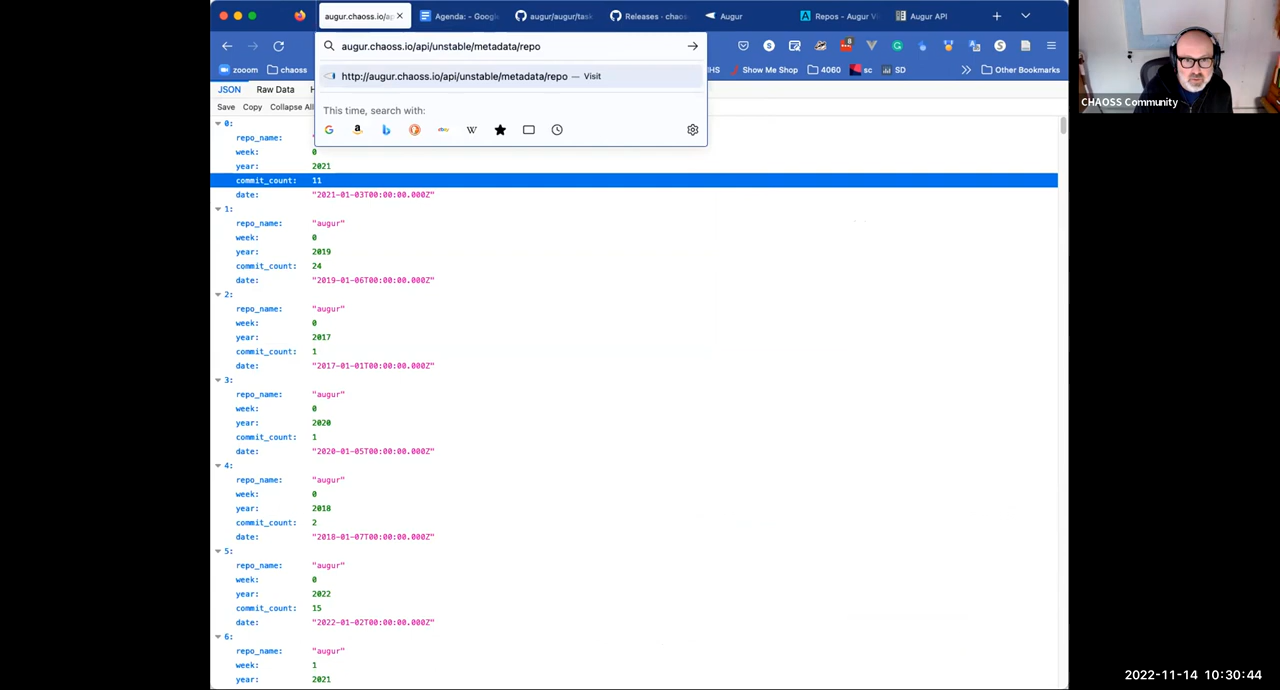 augur.chaoss.io/ap
Agenda: - Googl
augur/augur/task
Releases · chaos
Augur
Repos - Augur Vi
Augur API
augur.chaoss.io/api/unstable/metadata/repo
8
zooom
chaoss
HS
Show Me Shop
4060
sc
SD
Other Bookmarks
http://augur.chaoss.io/api/unstable/metadata/repo — Visit
This time, search with:
JSON
Raw Data
H
Save
Copy
Collapse All
0:
repo_name:
week: 0
year: 2021
commit_count: 11
date: "2021-01-03T00:00:00.000Z"
1:
repo_name: "augur"
week: 0
year: 2019
commit_count: 24
date: "2019-01-06T00:00:00.000Z"
2:
repo_name: "augur"
week: 0
year: 2017
commit_count: 1
date: "2017-01-01T00:00:00.000Z"
3:
repo_name: "augur"
week: 0
year: 2020
commit_count: 1
date: "2020-01-05T00:00:00.000Z"
4:
repo_name: "augur"
week: 0
year: 2018
commit_count: 2
date: "2018-01-07T00:00:00.000Z"
5:
repo_name: "augur"
week: 0
year: 2022
commit_count: 15
date: "2022-01-02T00:00:00.000Z"
6:
repo_name: "augur"
week: 1
year: 2021
CHAOSS Community
2022-11-14 10:30:44